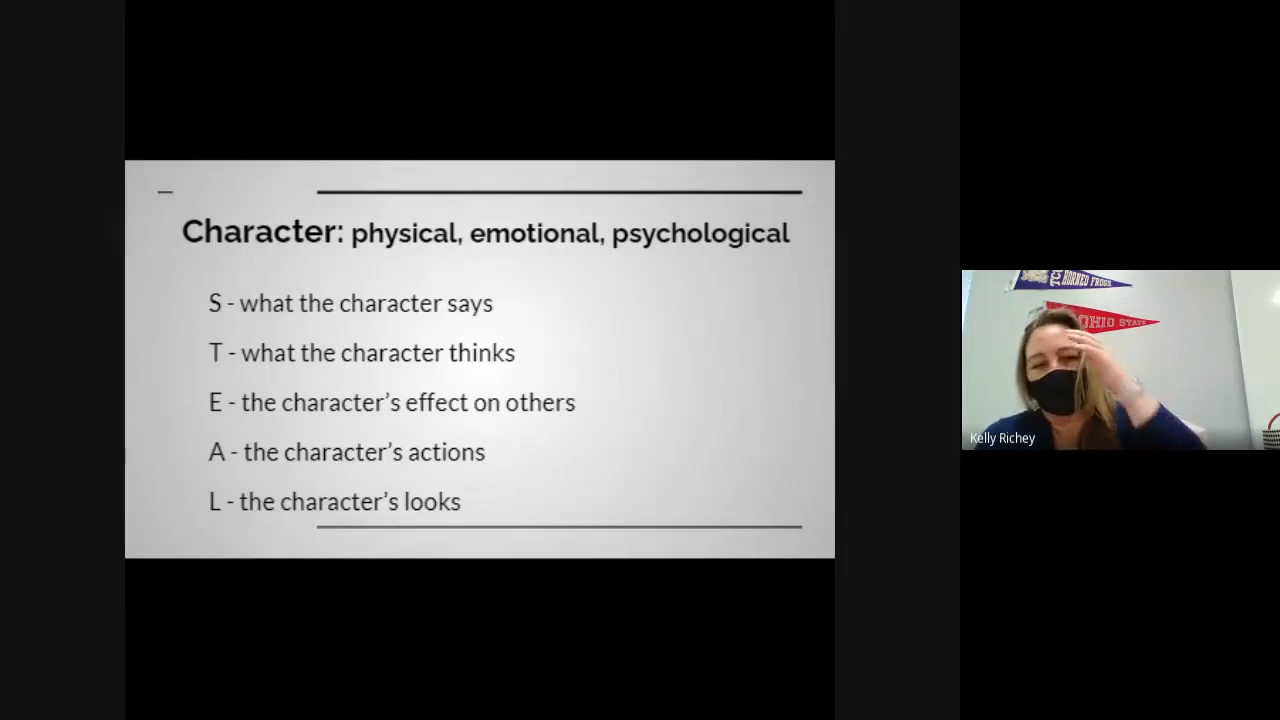 Character: physical, emotional, psychological
S - what the character says
T - what the character thinks
E - the character's effect on others
A - the character's actions
L - the character's looks
HORNED FROGS
OHIO STATE
Kelly Richey